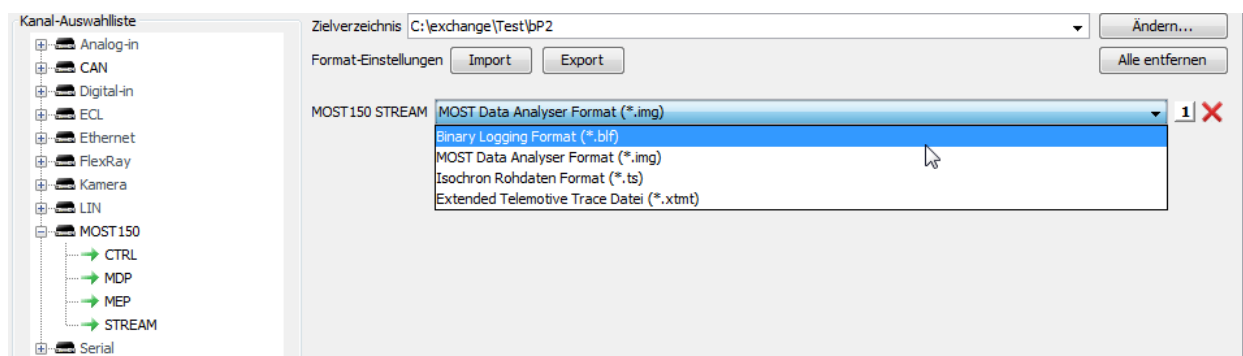 Kanal-Auswahlliste
Analog-in
CAN
Digital-in
ECL
Ethernet
FlexRay
Kamera
LIN
MOST150
CTRL
MDP
MEP
STREAM
Serial
Zielverzeichnis C:\exchange\Test\bP2 Ändern...
Format-Einstellungen Import Export Alle entfernen
MOST150 STREAM MOST Data Analyser Format (*.img) 1
Binary Logging Format (*.blf)
MOST Data Analyser Format (*.img)
Isochron Rohdaten Format (*.ts)
Extended Telemotive Trace Datei (*.xtmt)